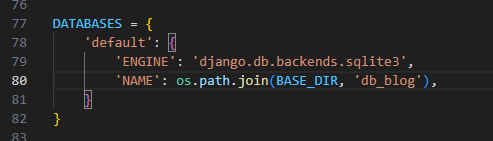 76
77 DATABASES = {
78 'default': {
79 'ENGINE': 'django.db.backends.sqlite3',
80 'NAME': os.path.join(BASE_DIR, 'db_blog'),
81 }
82 }
83